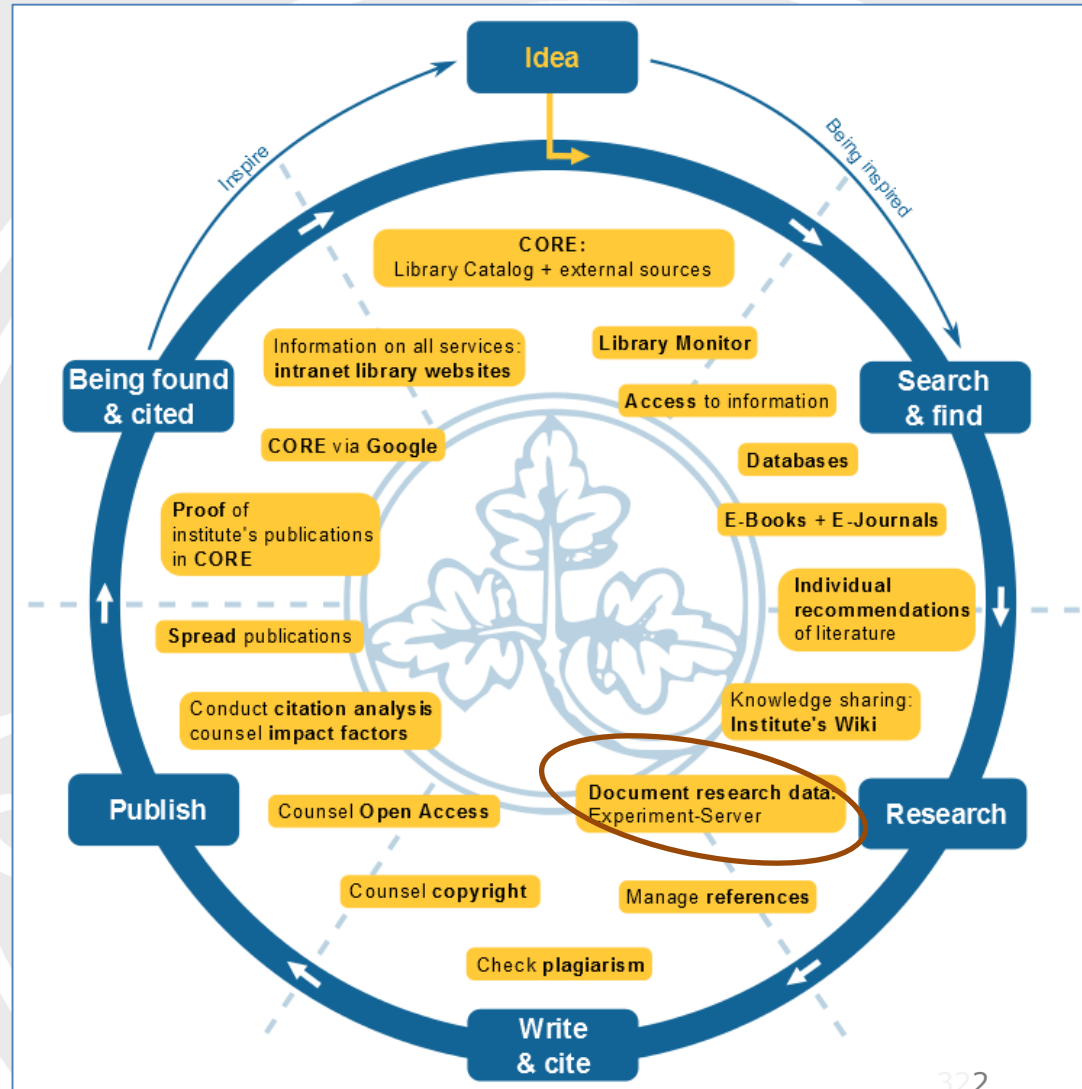 Idea
Inspire
Being inspired
CORE:
Library Catalog + external sources
Information on all services:
intranet library websites
Library Monitor
Being found
& cited
Search
& find
Access to information
CORE via Google
Databases
Proof of
institute's publications
in CORE
E-Books + E-Journals
Individual
recommendations
of literature
Spread publications
Knowledge sharing:
Institute's Wiki
Conduct citation analysis
counsel impact factors
Document research data:
Experiment-Server
Publish
Counsel Open Access
Research
Counsel copyright
Manage references
Check plagiarism
Write
& cite
322